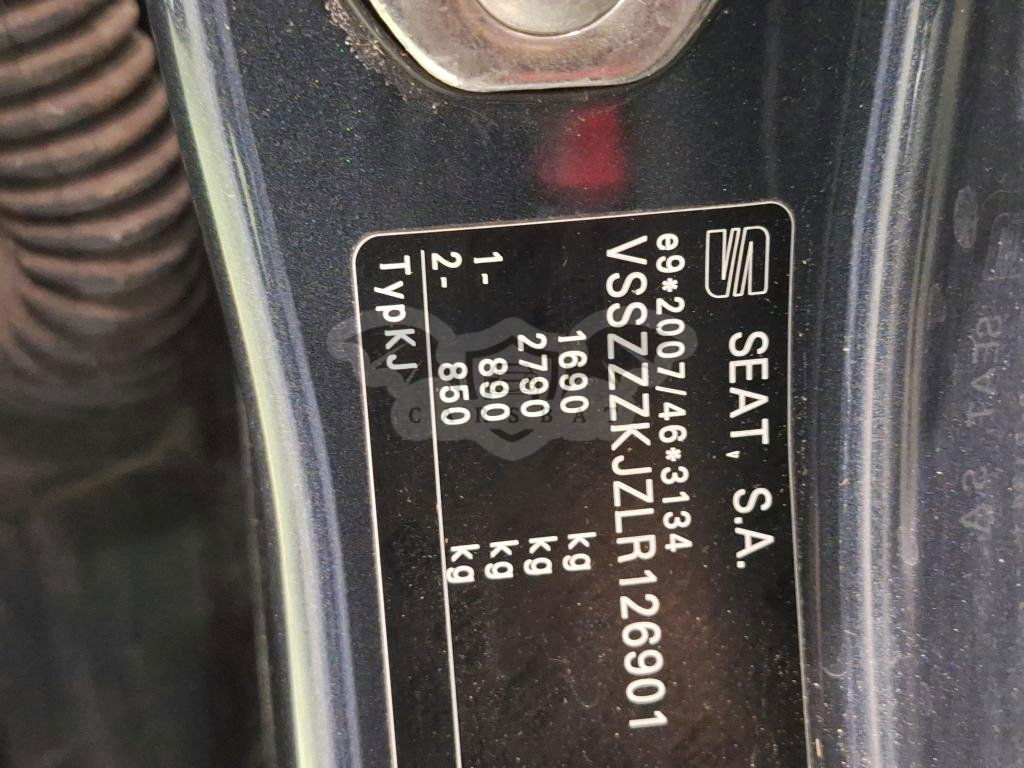 SEAT, S.A.
e9*2007/46*3134
VSSZZZKJZLR126901
1690 kg
2790 kg
1- 890 kg
2- 850 kg
TypKJ